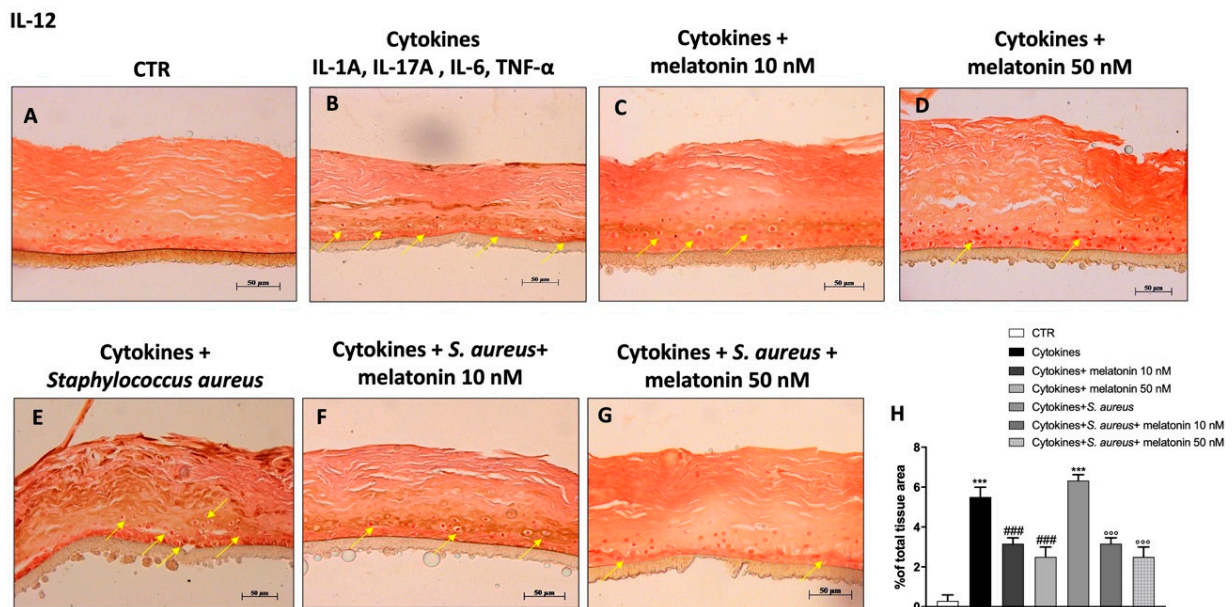 IL-12
CTR
Cytokines
IL-1A, IL-17A , IL-6, TNF-α
Cytokines +
melatonin 10 nM
Cytokines +
melatonin 50 nM
A
B
C
D
50 μm
50 μm
50 μm
50 μm
Cytokines +
Staphylococcus aureus
Cytokines + S. aureus+
melatonin 10 nM
Cytokines + S. aureus +
melatonin 50 nM
E
F
G
50 μm
50 μm
50 μm
H
CTR
Cytokines
Cytokines+ melatonin 10 nM
Cytokines+ melatonin 50 nM
Cytokines+S. aureus
Cytokines+S. aureus+ melatonin 10 nM
Cytokines+S. aureus+ melatonin 50 nM
%of total tissue area
8
6
4
2
0
***
###
###
***
°°°
°°°